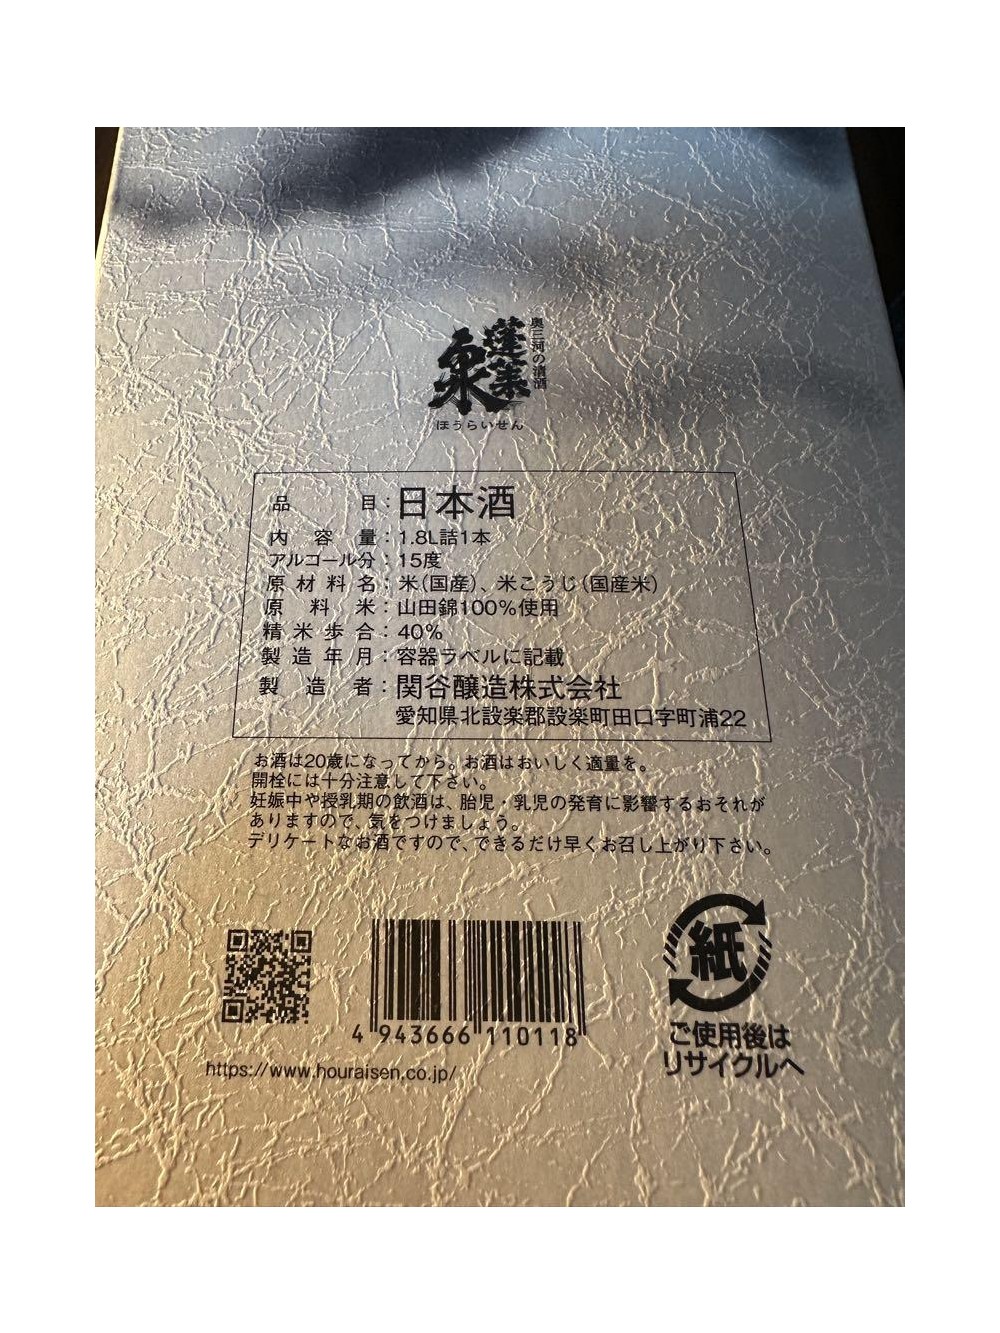 奥三河の清酒
蓬莱
泉
ほうらいせん
品目:日本酒
内容量:1.8L詰1本
アルコール分:15度
原材料名:米(国産)、米こうじ(国産米)
原料米:山田錦100%使用
精米歩合:40%
製造年月:容器ラベルに記載
製造者:関谷醸造株式会社
愛知県北設楽郡設楽町田口字町浦22
お酒は20歳になってから。お酒はおいしく適量を。
開栓には十分注意して下さい。
妊娠中や授乳期の飲酒は、胎児・乳児の発育に影響するおそれが
ありますので、気をつけましょう。
デリケートなお酒ですので、できるだけ早くお召し上がり下さい。
紙
4 943666 110118
ご使用後は
リサイクルへ
https://www.houraisen.co.jp/